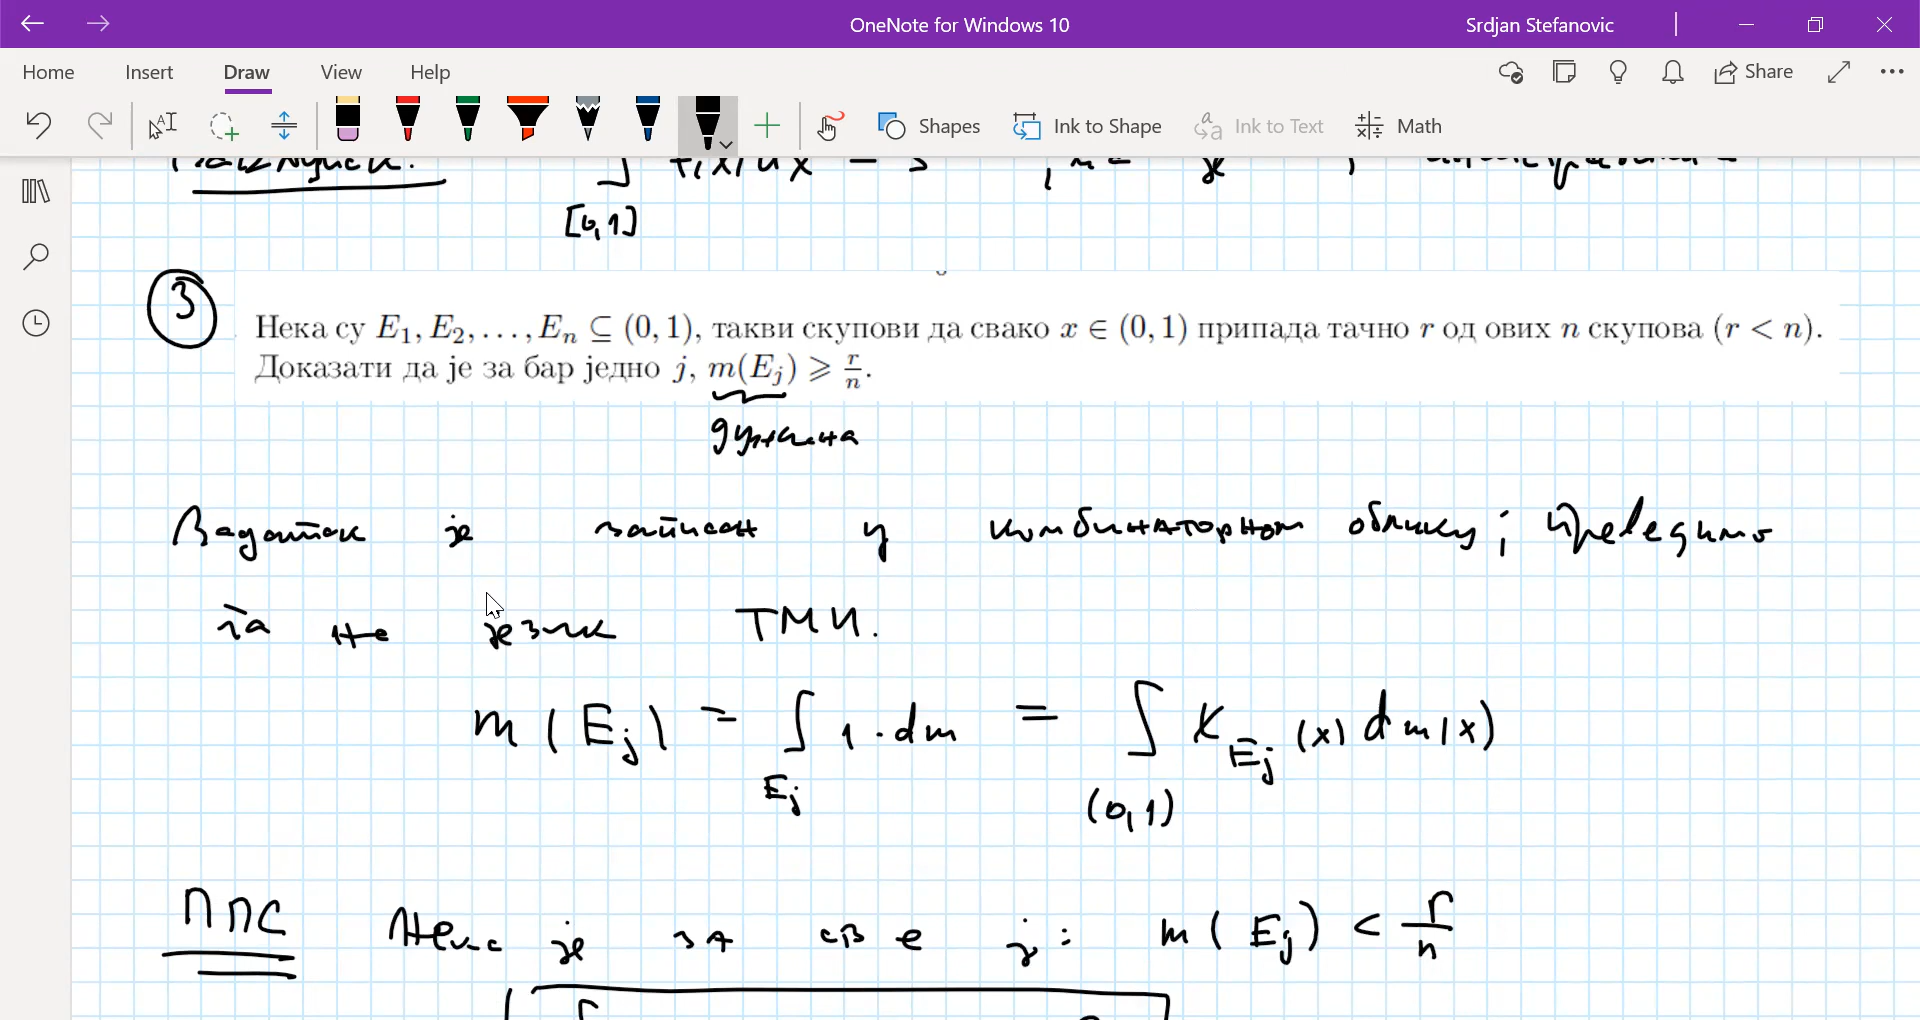 OneNote for Windows 10
Srdjan Stefanovic
Home Insert Draw View Help
Share
Shapes Ink to Shape Ink to Text Math
[0,1]
3
Нека су E₁, E₂, …, Eₙ ⊆ (0, 1), такви скупови да свако x ∈ (0, 1) припада тачно r од ових n скупова (r < n).
Доказати да је за бар једно j, m(Eⱼ) ⩾ r/n.
дужина
Задатак је записан у комбинаторном облику; преведимо
га на језик ТМИ.
m(Eⱼ) = ∫_{Eⱼ} 1·dm = ∫_{(0,1)} K_{Eⱼ}(x) dm(x)
ППС Нека је за све j: m(Eⱼ) < r/n